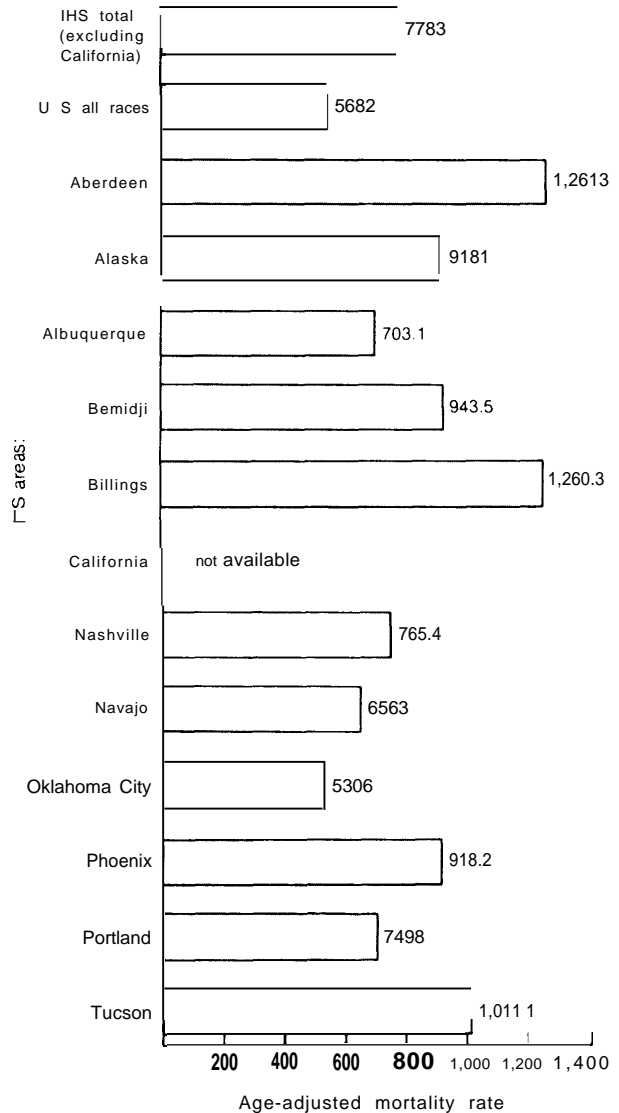 IHS total
(excluding
California)
7783
U S all races
5682
Aberdeen
1,2613
Alaska
9181
Albuquerque
703.1
Bemidji
943.5
Billings
1,260.3
California
not available
Nashville
765.4
Navajo
6563
Oklahoma City
5306
Phoenix
918.2
Portland
7498
Tucson
1,011 1
S areas:
200 400 600 800 1,000 1,200 1,400
Age-adjusted mortality rate